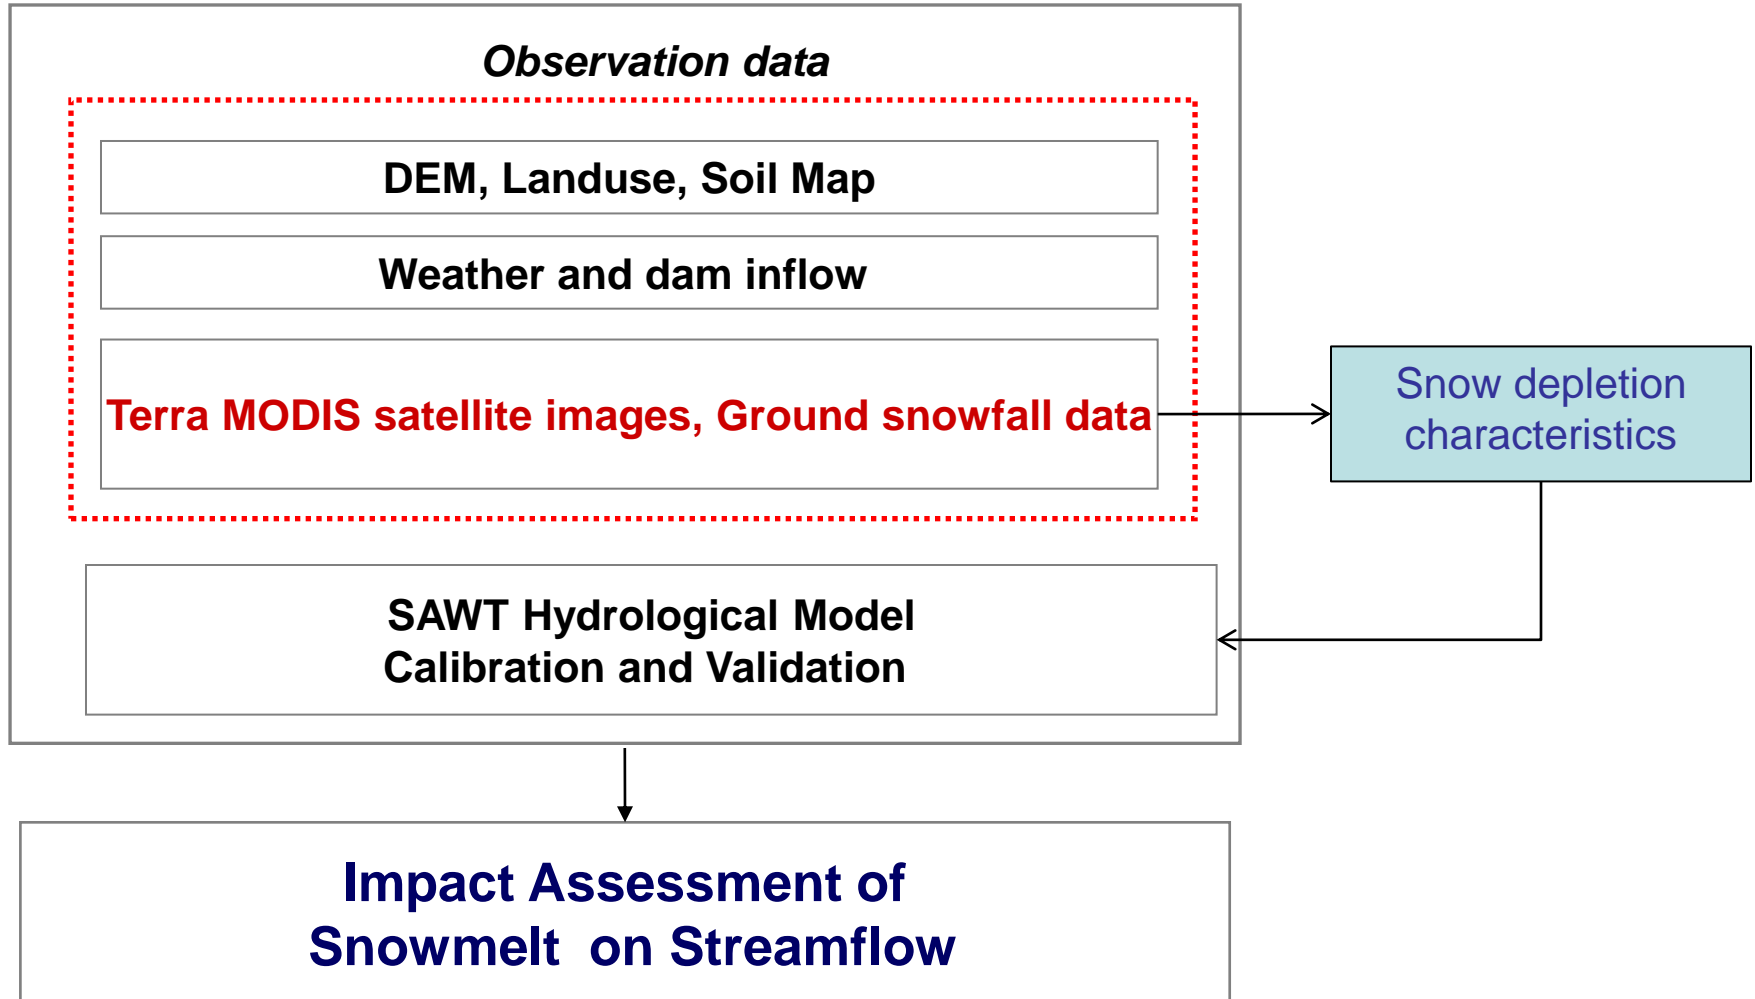 Observation data
DEM, Landuse, Soil Map
Weather and dam inflow
Terra MODIS satellite images, Ground snowfall data
Snow depletion
characteristics
SAWT Hydrological Model
Calibration and Validation
Impact Assessment of
Snowmelt on Streamflow